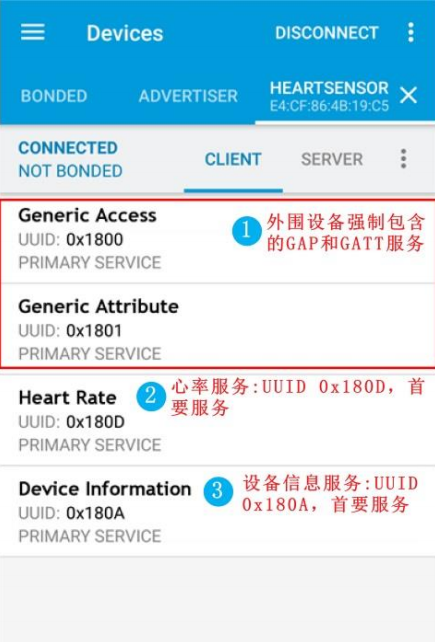 Devices
DISCONNECT
BONDED
ADVERTISER
HEARTSENSOR
E4:CF:86:4B:19:C5
CONNECTED
NOT BONDED
CLIENT
SERVER
Generic Access
UUID: 0x1800
PRIMARY SERVICE
1 外围设备强制包含
的GAP和GATT服务
Generic Attribute
UUID: 0x1801
PRIMARY SERVICE
Heart Rate
UUID: 0x180D
PRIMARY SERVICE
2 心率服务:UUID 0x180D, 首
要服务
Device Information
UUID: 0x180A
PRIMARY SERVICE
3 设备信息服务:UUID
0x180A, 首要服务